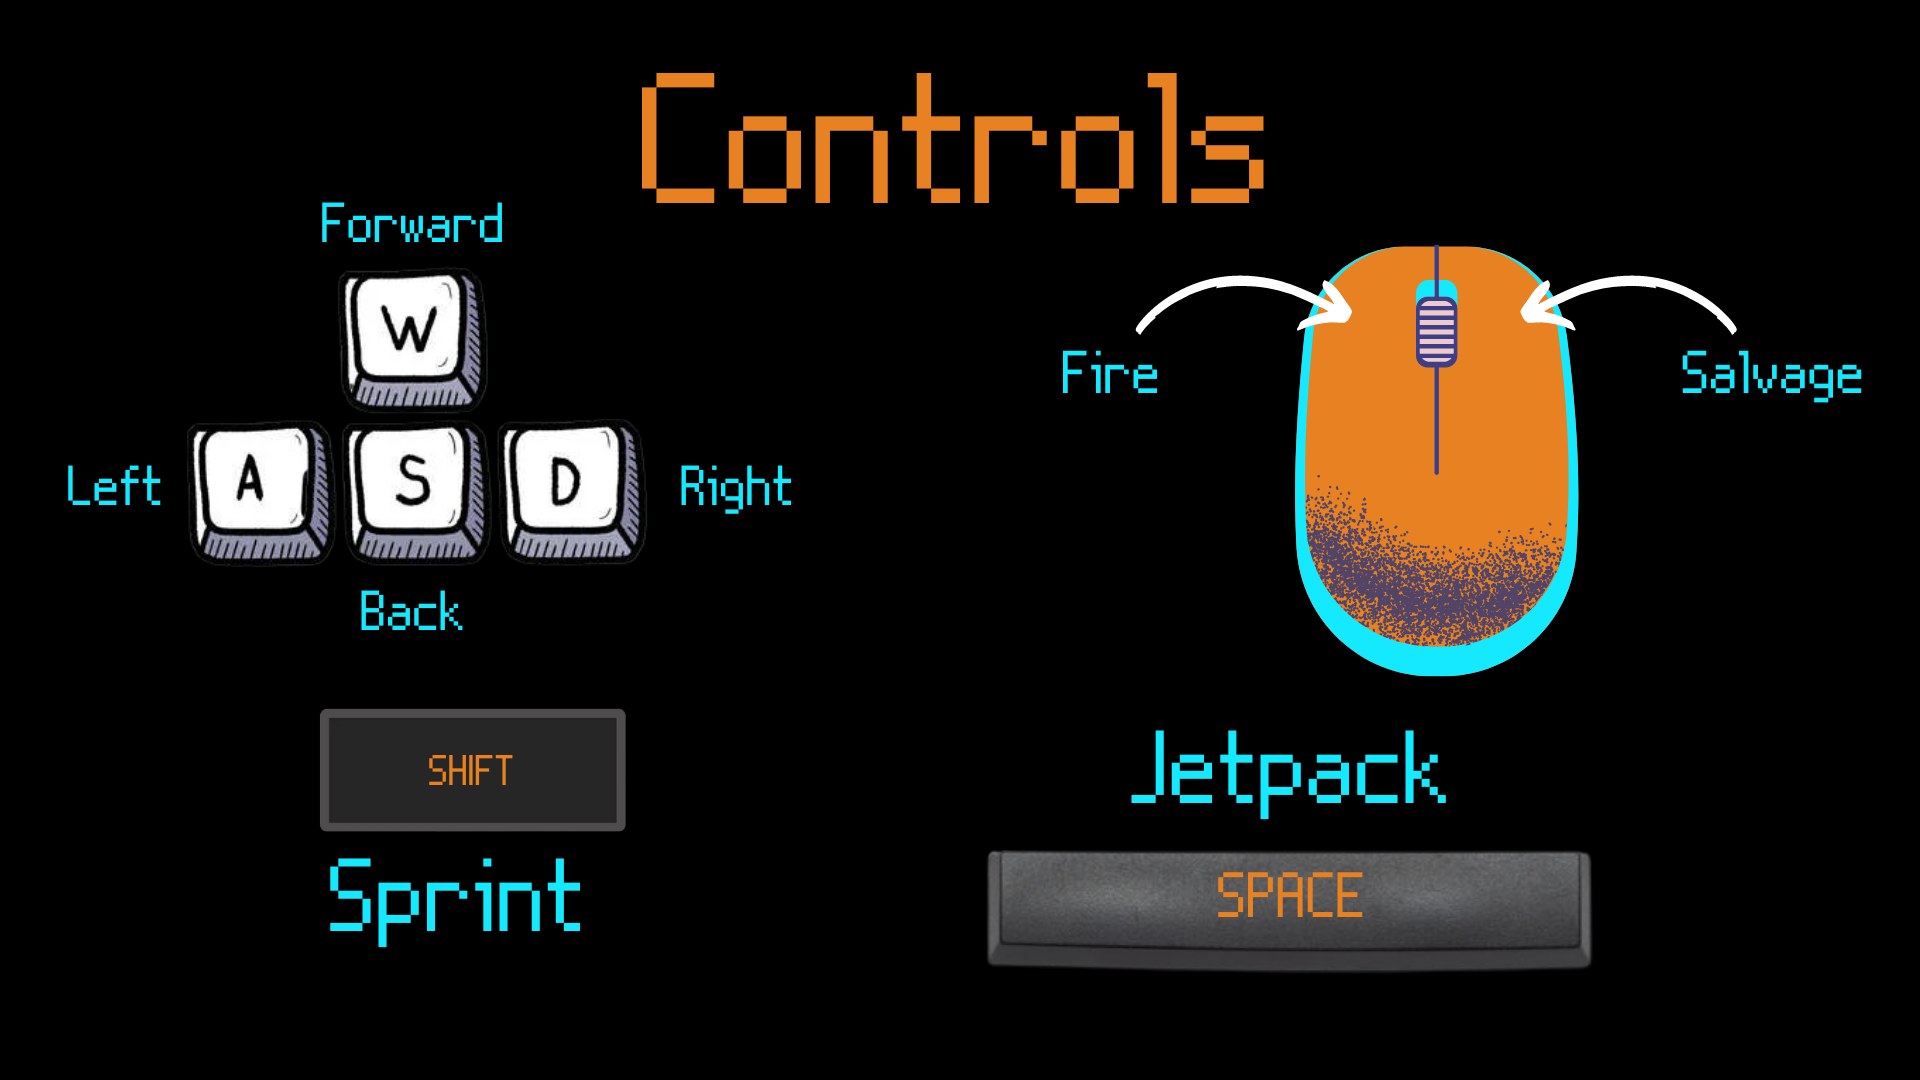 Controls
Forward
W
Left
A
S
D
Right
Back
Fire
Salvage
SHIFT
Sprint
Jetpack
SPACE